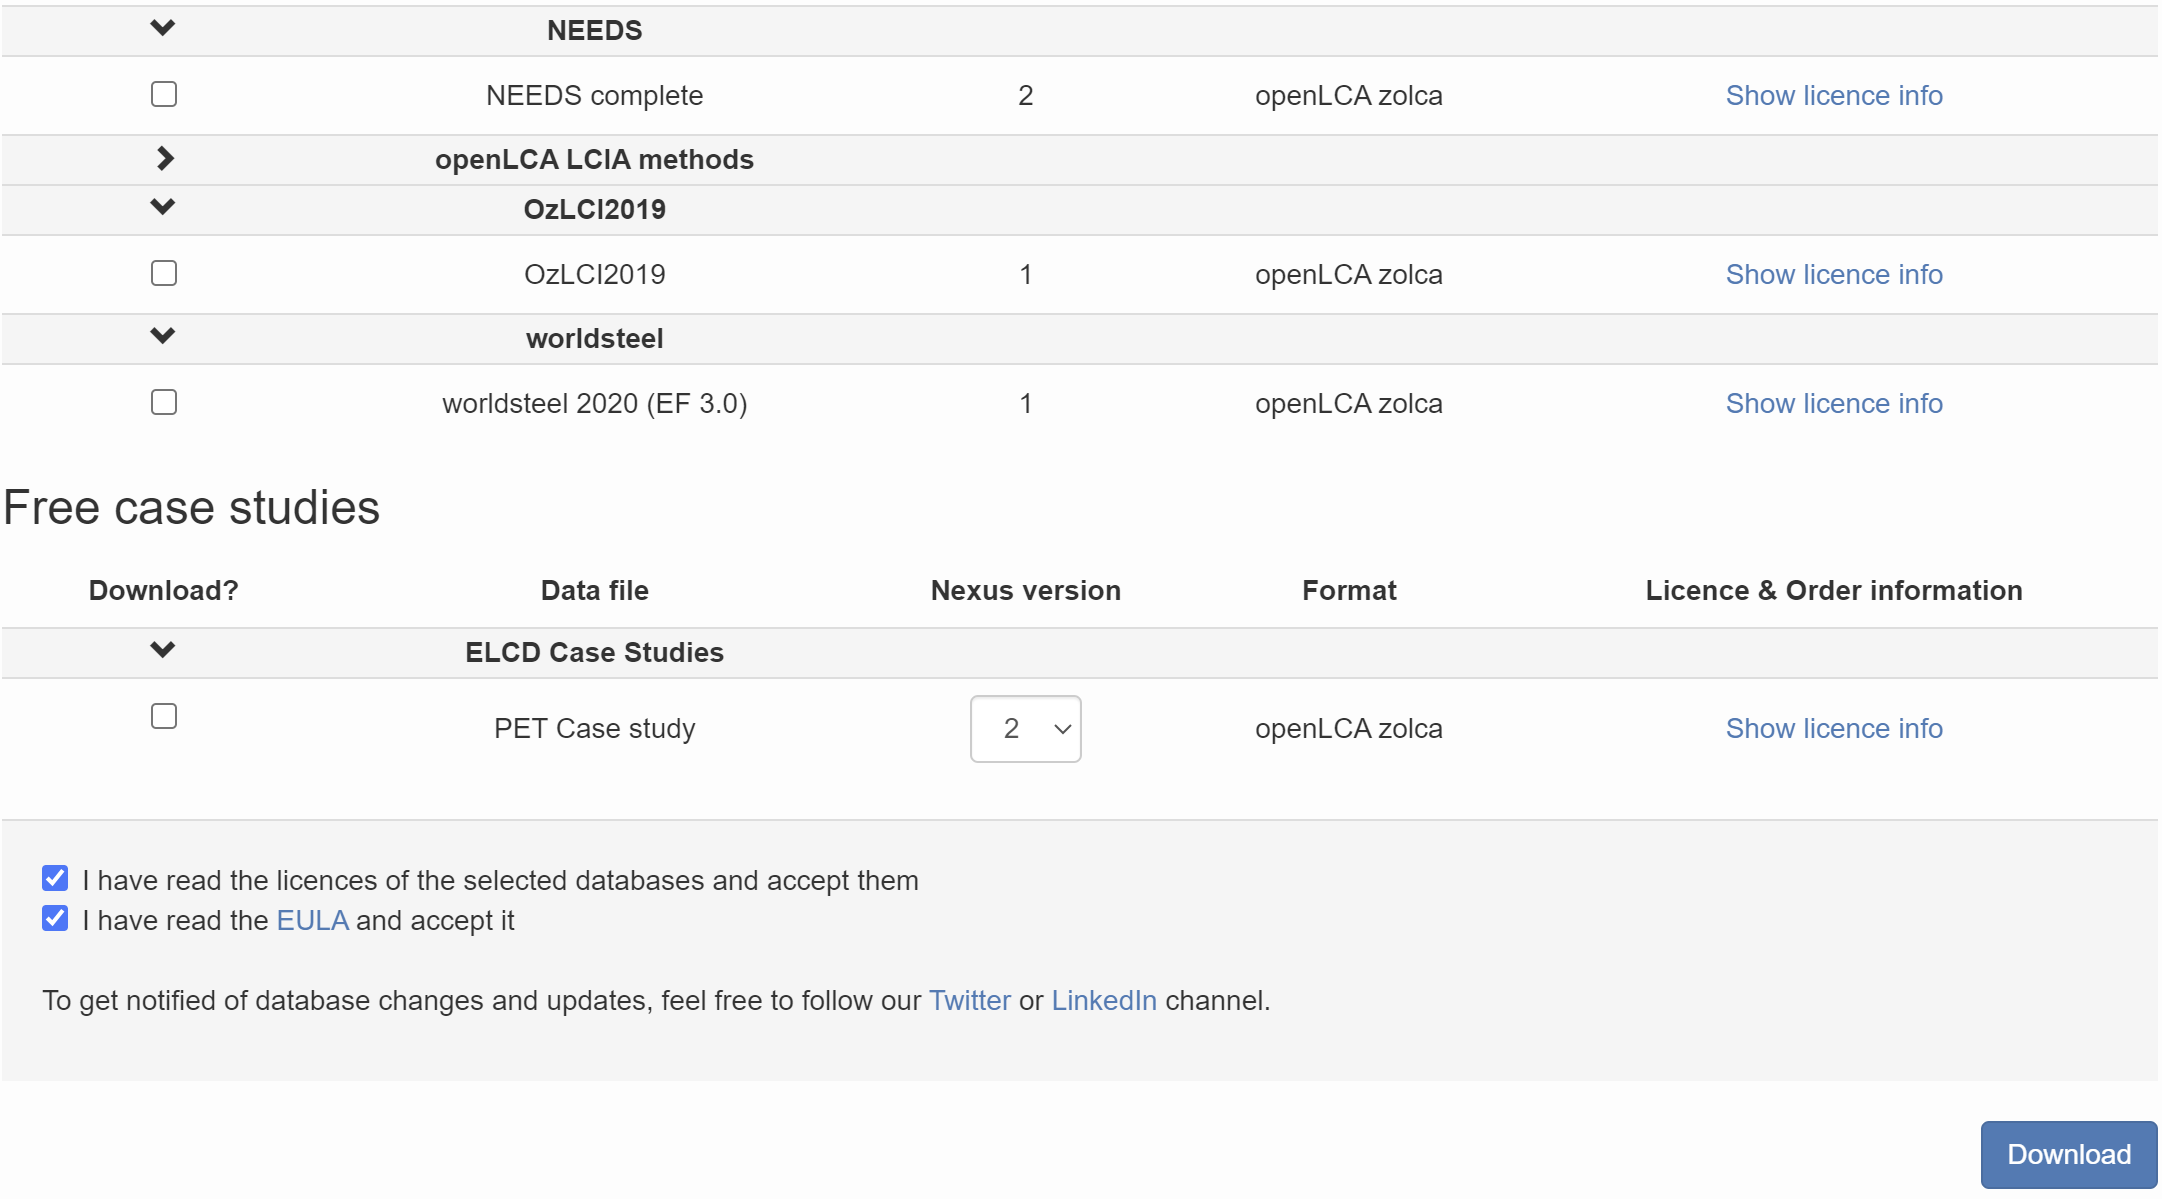 NEEDS
NEEDS complete 2 openLCA zolca Show licence info
openLCA LCIA methods
OzLCI2019
OzLCI2019 1 openLCA zolca Show licence info
worldsteel
worldsteel 2020 (EF 3.0) 1 openLCA zolca Show licence info
Free case studies
Download? Data file Nexus version Format Licence & Order information
ELCD Case Studies
PET Case study 2 openLCA zolca Show licence info
I have read the licences of the selected databases and accept them
I have read the EULA and accept it
To get notified of database changes and updates, feel free to follow our Twitter or LinkedIn channel.
Download